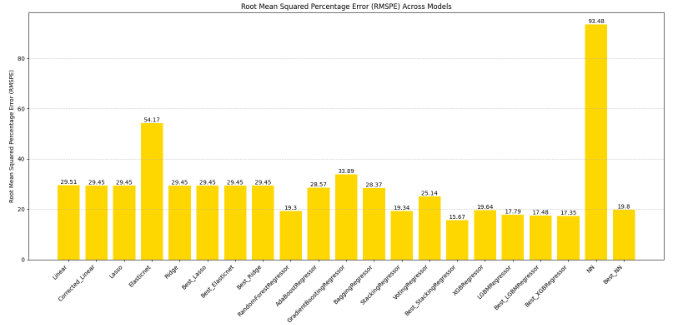 Root Mean Squared Percentage Error (RMSPE) Across Models
Root Mean Squared Percentage Error (RMSPE)
80
60
40
20
0
29.51
29.45
29.45
54.17
29.45
29.45
29.45
29.45
19.3
28.57
33.89
28.37
19.34
25.14
15.67
19.64
17.79
17.48
17.35
93.48
19.8
Linear
Corrected_Linear
Lasso
Elasticnet
Ridge
Best_Lasso
Best_Elasticnet
Best_Ridge
RandomForestRegressor
AdaBoostRegressor
GradientBoostingRegressor
BaggingRegressor
StackingRegressor
VotingRegressor
Best_StackingRegressor
XGBRegressor
LGBMRegressor
Best_LGBMRegressor
Best_XGBRegressor
NN
Best_NN